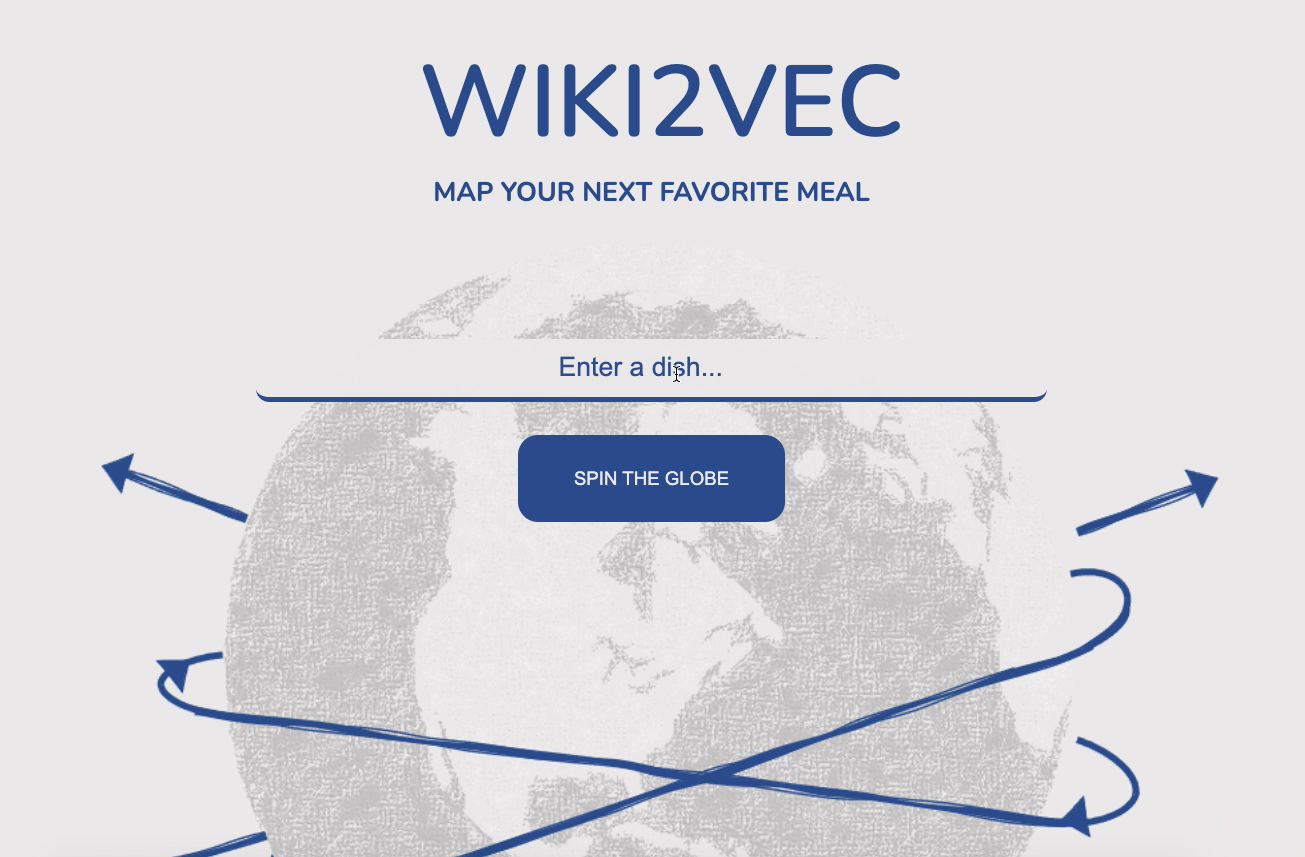 WIKI2VEC
MAP YOUR NEXT FAVORITE MEAL
Enter a dish...
SPIN THE GLOBE